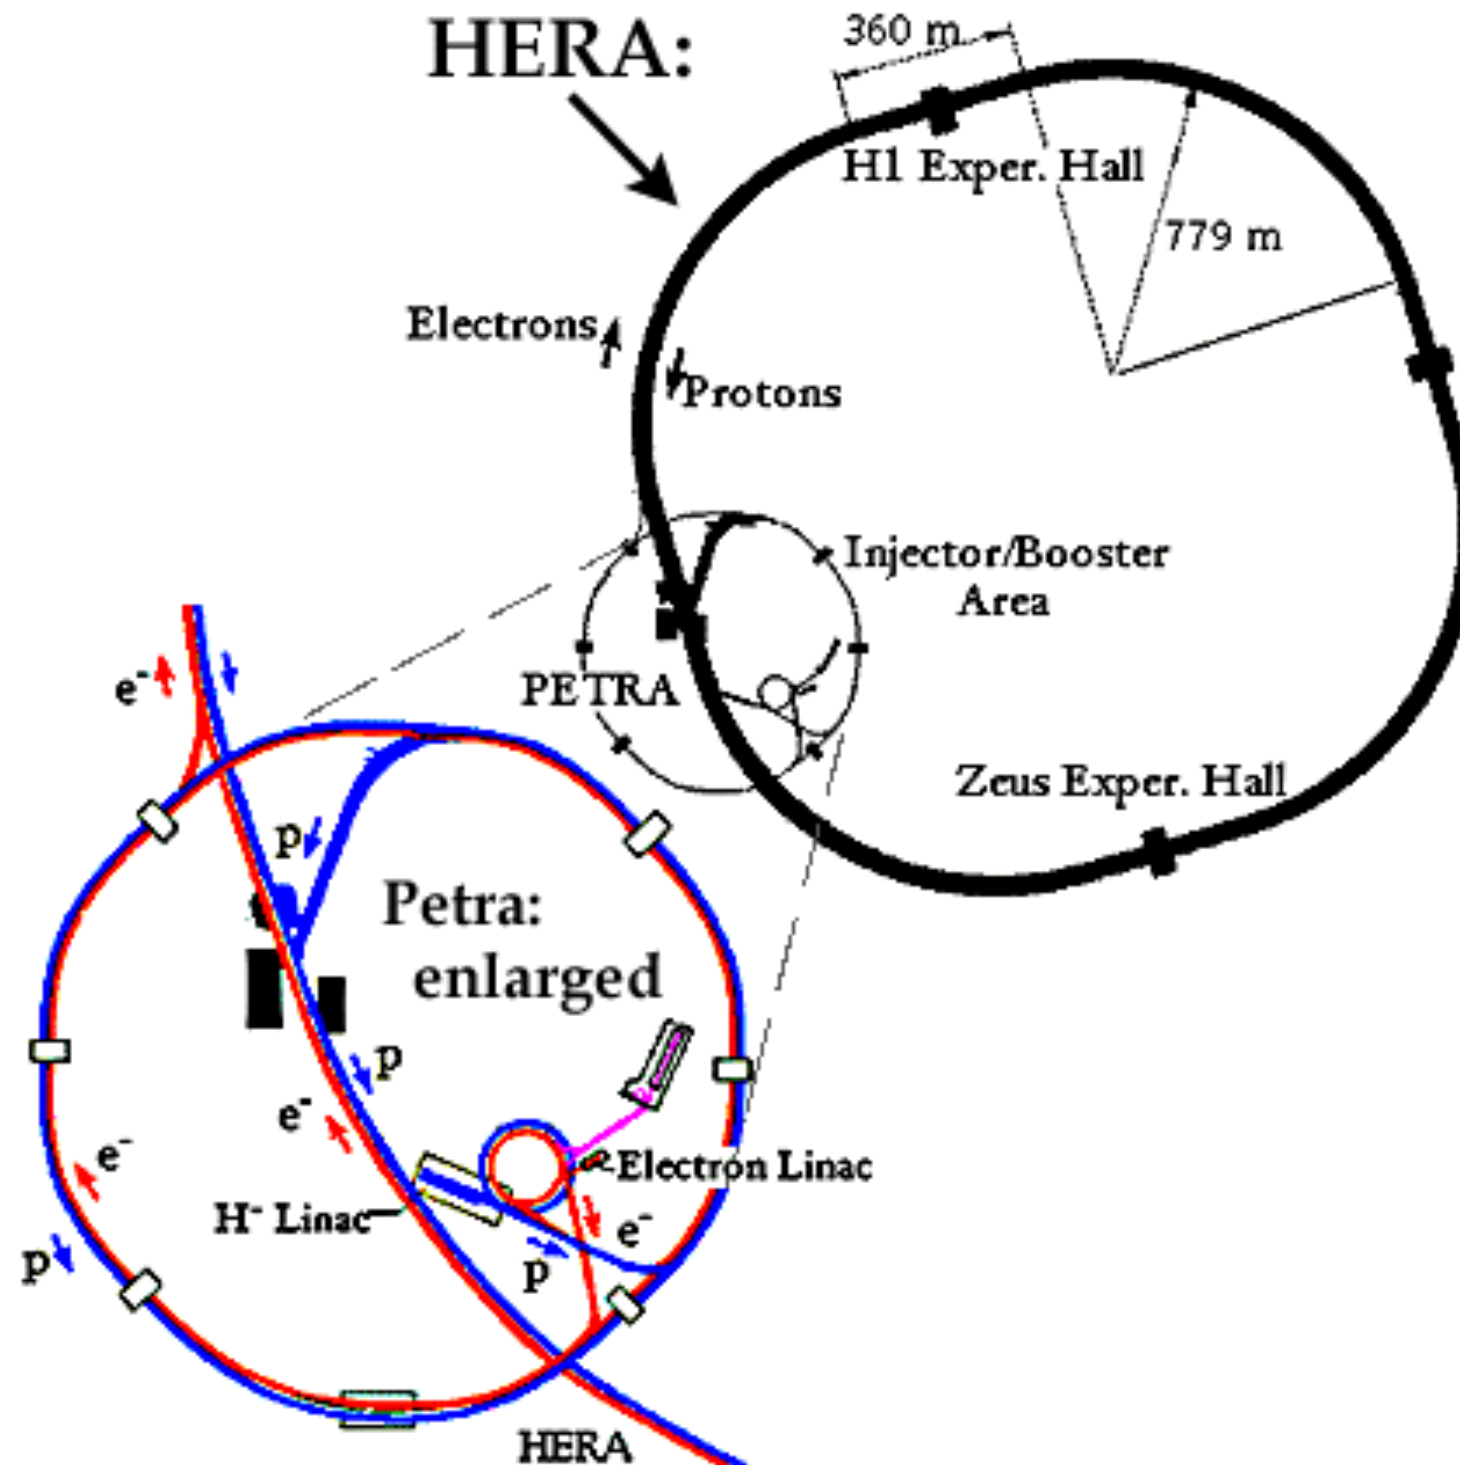 HERA:
360 m
H1 Exper. Hall
779 m
Electrons
Protons
Injector/Booster
Area
PETRA
Zeus Exper. Hall
e-
p
Petra:
enlarged
p
e-
e-
Electron Linac
H- Linac
e-
p
p
HERA